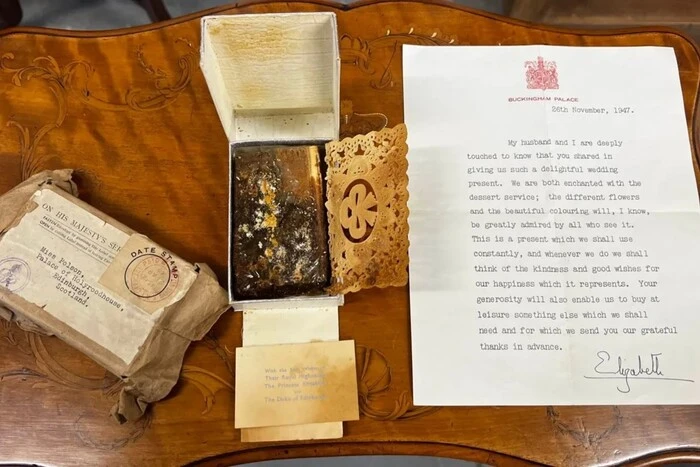 ON HIS MAJESTY'S SER
DATE STAMP
Miss Polson,
Palace of Holyroodhouse,
Edinburgh,
Scotland.
With the
Their Royal Highnesses
The Princess Elizabeth
The Duke of Edinburgh
BUCKINGHAM PALACE
26th November, 1947.
My husband and I are deeply
touched to know that you shared in
giving us such a delightful wedding
present. We are both enchanted with the
dessert service; the different flowers
and the beautiful colouring will, I know,
be greatly admired by all who see it.
This is a present which we shall use
constantly, and whenever we do we shall
think of the kindness and good wishes for
our happiness which it represents. Your
generosity will also enable us to buy at
leisure something else which we shall
need and for which we send you our grateful
thanks in advance.
Elizabeth